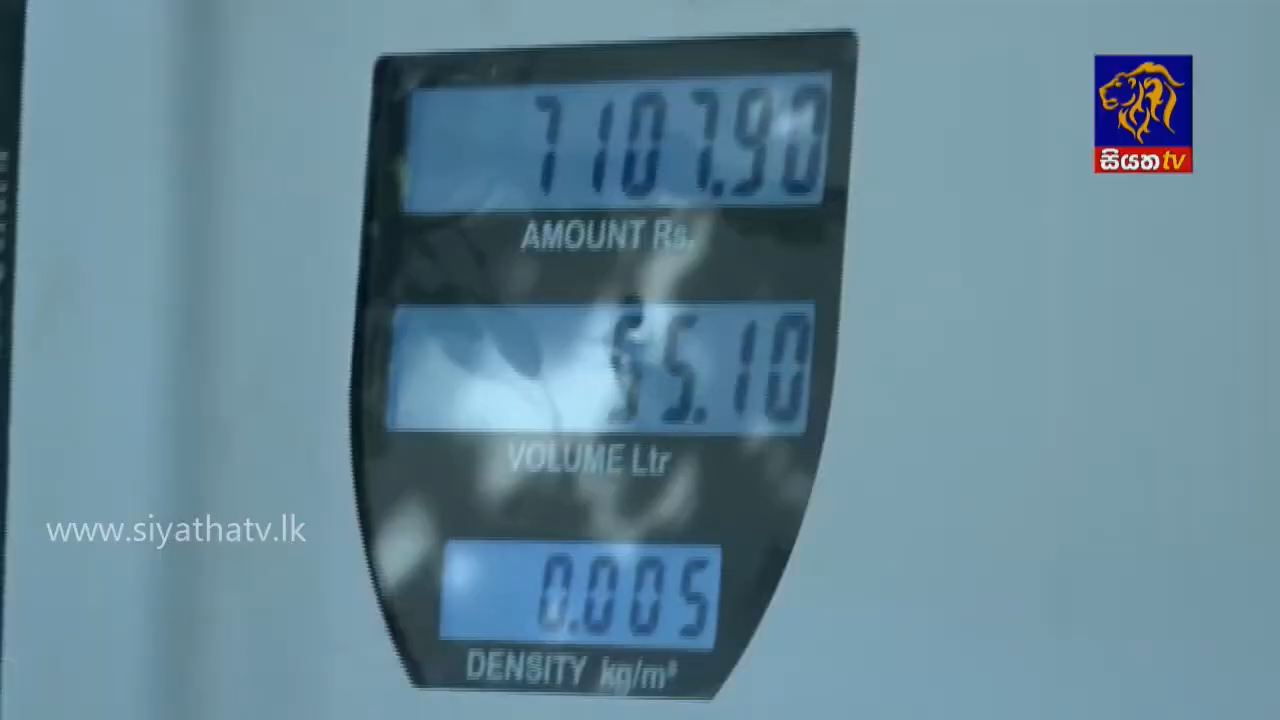 7107.90
AMOUNT Rs.
55.10
VOLUME Ltr
0.005
DENSITY kg/m³
සියත tv
www.siyathatv.lk